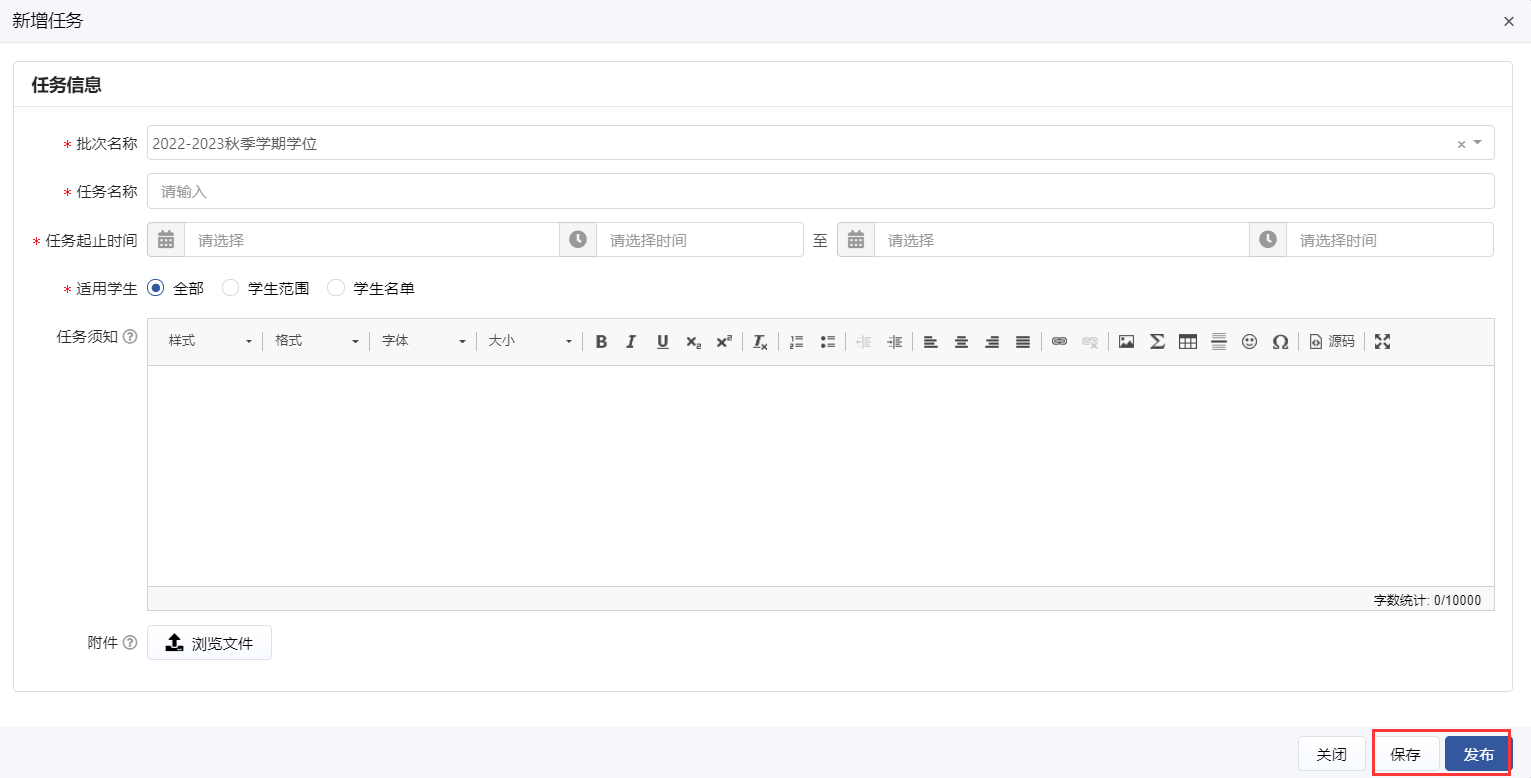 新增任务
×
任务信息
* 批次名称 2022-2023秋季学期学位 ×
* 任务名称 请输入
* 任务起止时间 请选择 请选择时间 至 请选择 请选择时间
* 适用学生 全部 学生范围 学生名单
任务须知 ? 样式 格式 字体 大小 B I U x₂ x² Tx Σ Ω 源码
字数统计: 0/10000
附件 ? 浏览文件
关闭 保存 发布